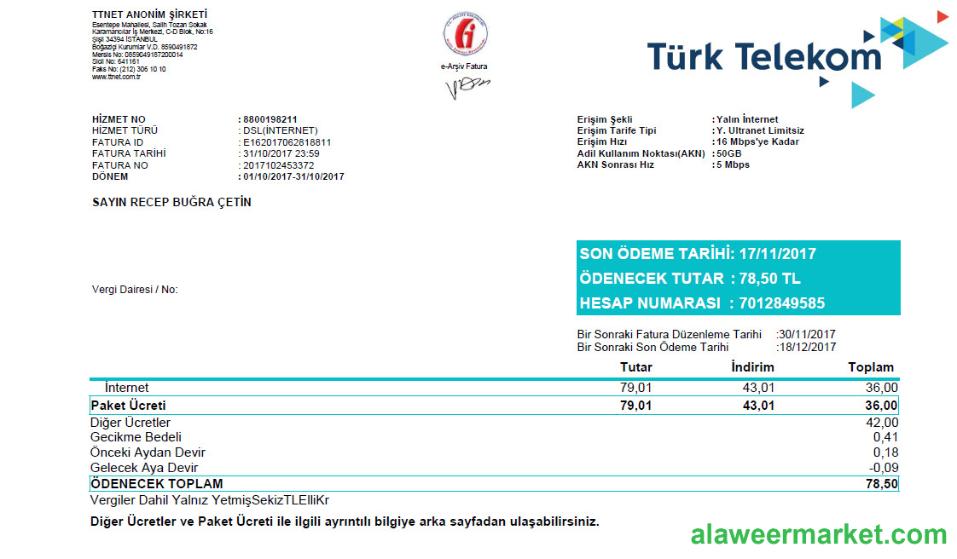 TTNET ANONİM ŞİRKETİ
Esentepe Mahallesi, Salih Tozan Sokak
Karamancılar İş Merkezi, C-D Blok, No:16
Şişli 34394 İSTANBUL
Boğaziçi Kurumlar V.D. 8590491872
Mersis No: 0859049187200014
Sicil No: 641161
Faks No: (212) 306 10 10
www.ttnet.com.tr
e-Arşiv Fatura
Türk Telekom
HİZMET NO : 8800198211
HİZMET TÜRÜ : DSL(İNTERNET)
FATURA ID : E162017062818811
FATURA TARİHİ : 31/10/2017 23:59
FATURA NO : 2017102453372
DÖNEM : 01/10/2017-31/10/2017
Erişim Şekli : Yalın İnternet
Erişim Tarife Tipi : Y. Ultranet Limitsiz
Erişim Hızı : 16 Mbps'ye Kadar
Adil Kullanım Noktası(AKN) : 50GB
AKN Sonrası Hız : 5 Mbps
SAYIN RECEP BUĞRA ÇETİN
SON ÖDEME TARİHİ: 17/11/2017
ÖDENECEK TUTAR : 78,50 TL
HESAP NUMARASI : 7012849585
Vergi Dairesi / No:
Bir Sonraki Fatura Düzenleme Tarihi :30/11/2017
Bir Sonraki Son Ödeme Tarihi :18/12/2017
Tutar İndirim Toplam
İnternet 79,01 43,01 36,00
Paket Ücreti 79,01 43,01 36,00
Diğer Ücretler 42,00
Gecikme Bedeli 0,41
Önceki Aydan Devir 0,18
Gelecek Aya Devir -0,09
ÖDENECEK TOPLAM 78,50
Vergiler Dahil Yalnız YetmişSekizTLElliKr
Diğer Ücretler ve Paket Ücreti ile ilgili ayrıntılı bilgiye arka sayfadan ulaşabilirsiniz.
alaweermarket.com